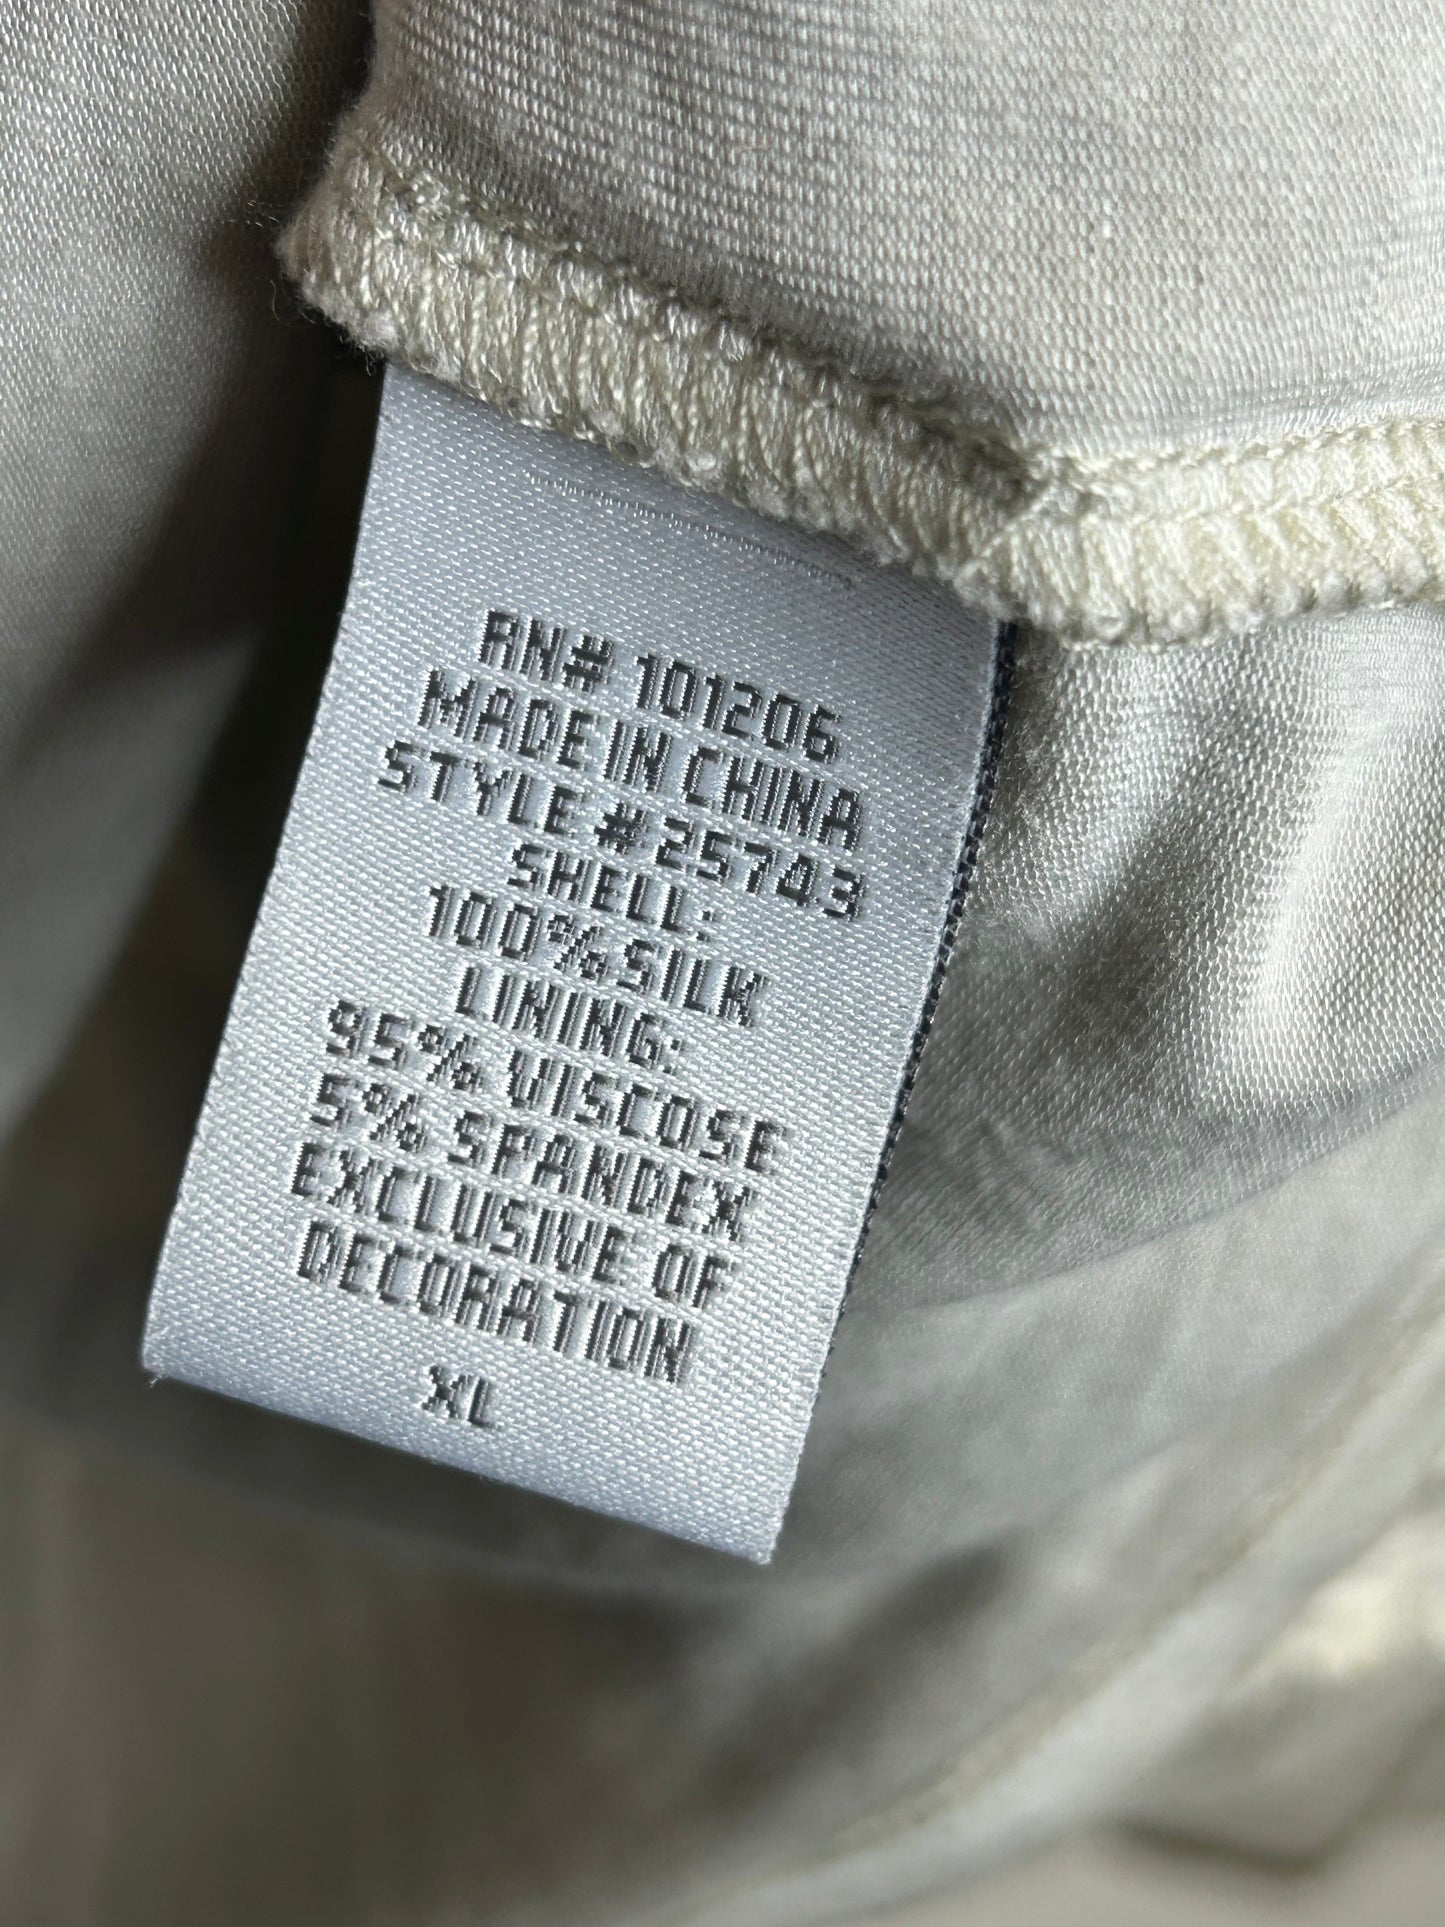 RN# 101206
MADE IN CHINA
STYLE # 25743
SHELL:
100% SILK
LINING:
95% VISCOSE
5% SPANDEX
EXCLUSIVE OF
DECORATION
XL